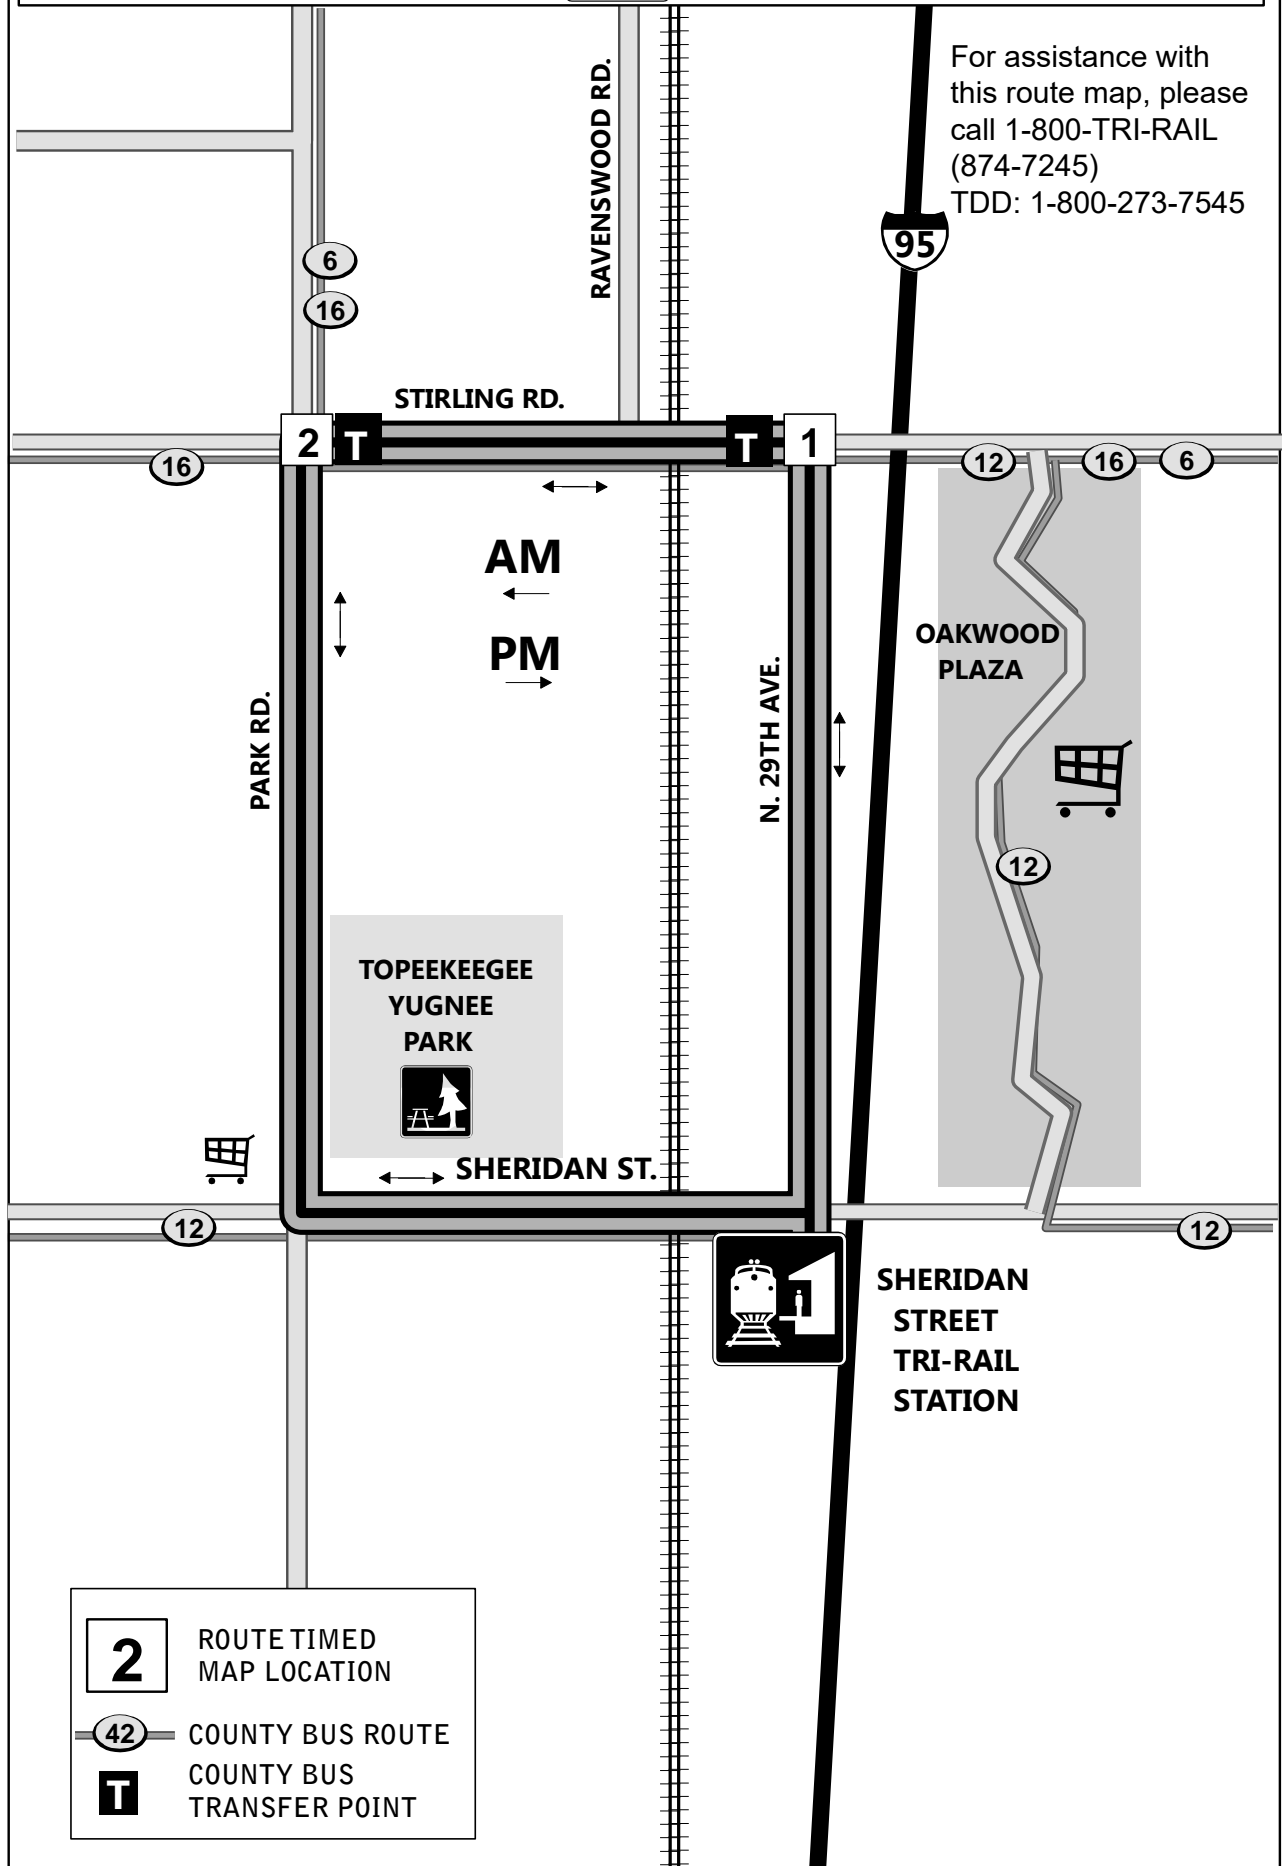 For assistance with
this route map, please
call 1-800-TRI-RAIL
(874-7245)
TDD: 1-800-273-7545
RAVENSWOOD RD.
95
6
16
STIRLING RD.
2
T
T
1
16
12
16
6
AM
PM
OAKWOOD
PLAZA
PARK RD.
N. 29TH AVE.
12
TOPEEKEEGEE
YUGNEE
PARK
SHERIDAN ST.
12
12
SHERIDAN
STREET
TRI-RAIL
STATION
2
ROUTE TIMED
MAP LOCATION
42
COUNTY BUS ROUTE
T
COUNTY BUS
TRANSFER POINT